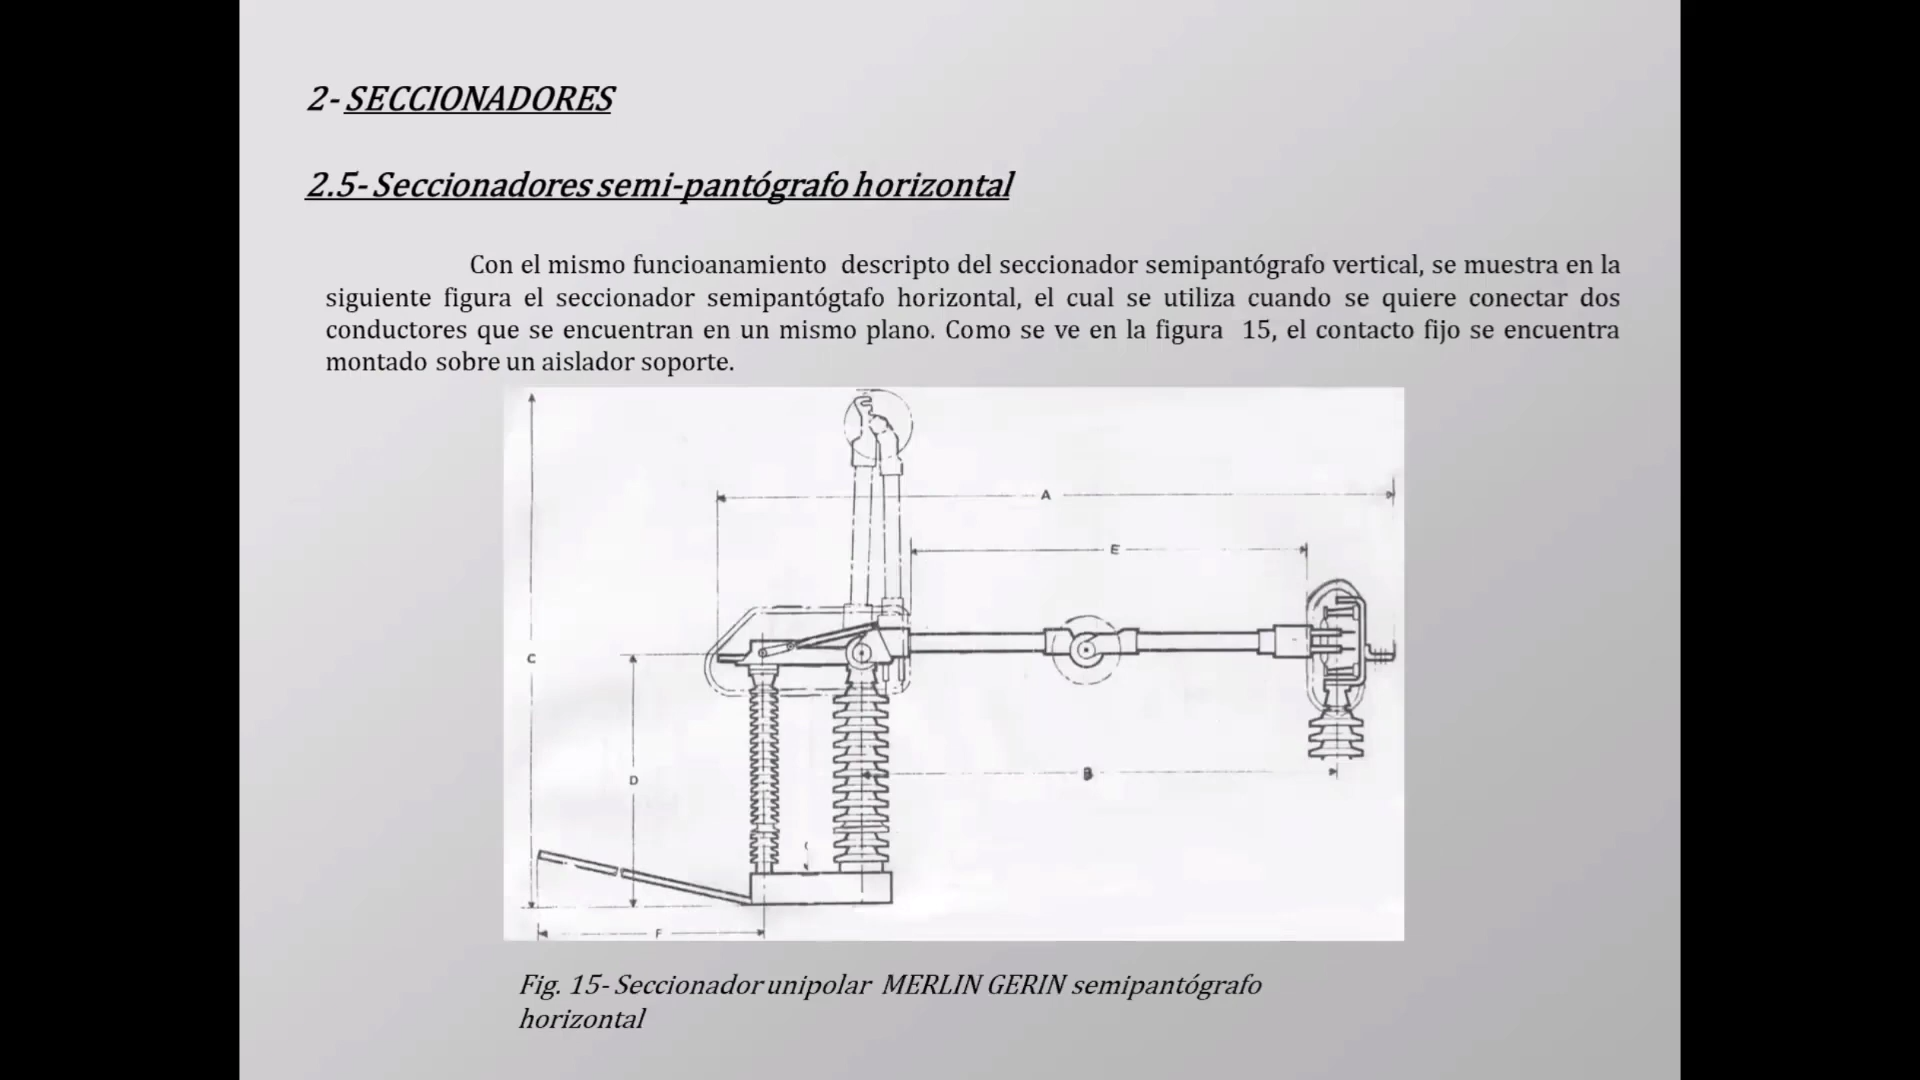 2- SECCIONADORES
2.5- Seccionadores semi-pantógrafo horizontal
Con el mismo funcioanamiento descripto del seccionador semipantógrafo vertical, se muestra en la
siguiente figura el seccionador semipantógtafo horizontal, el cual se utiliza cuando se quiere conectar dos
conductores que se encuentran en un mismo plano. Como se ve en la figura 15, el contacto fijo se encuentra
montado sobre un aislador soporte.
A
E
C
D
B
F
Fig. 15- Seccionador unipolar MERLIN GERIN semipantógrafo
horizontal